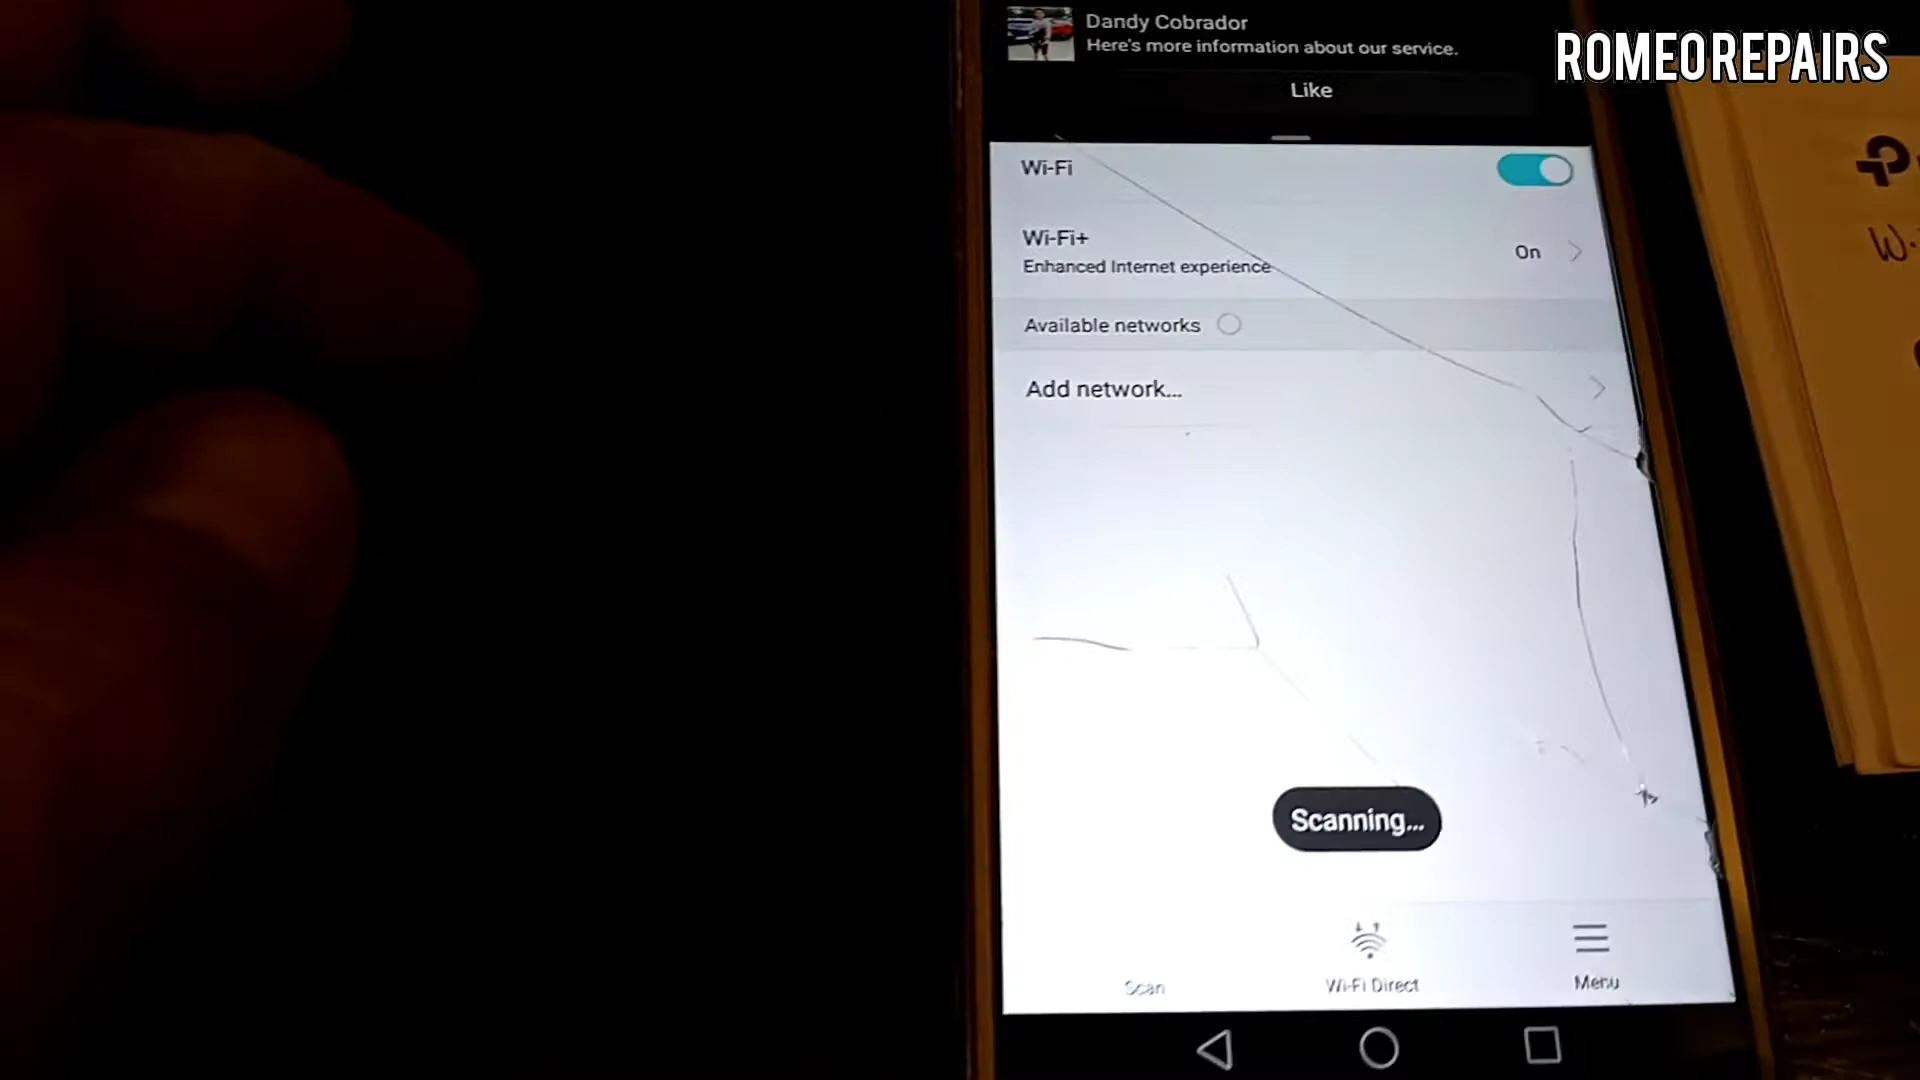 Dandy Cobrador
Here's more information about our service.
ROMEOREPAIRS
Like
Wi-Fi
Wi-Fi+
On
Enhanced Internet experience
Available networks
Add network...
Scanning...
Scan
Wi-Fi Direct
Menu